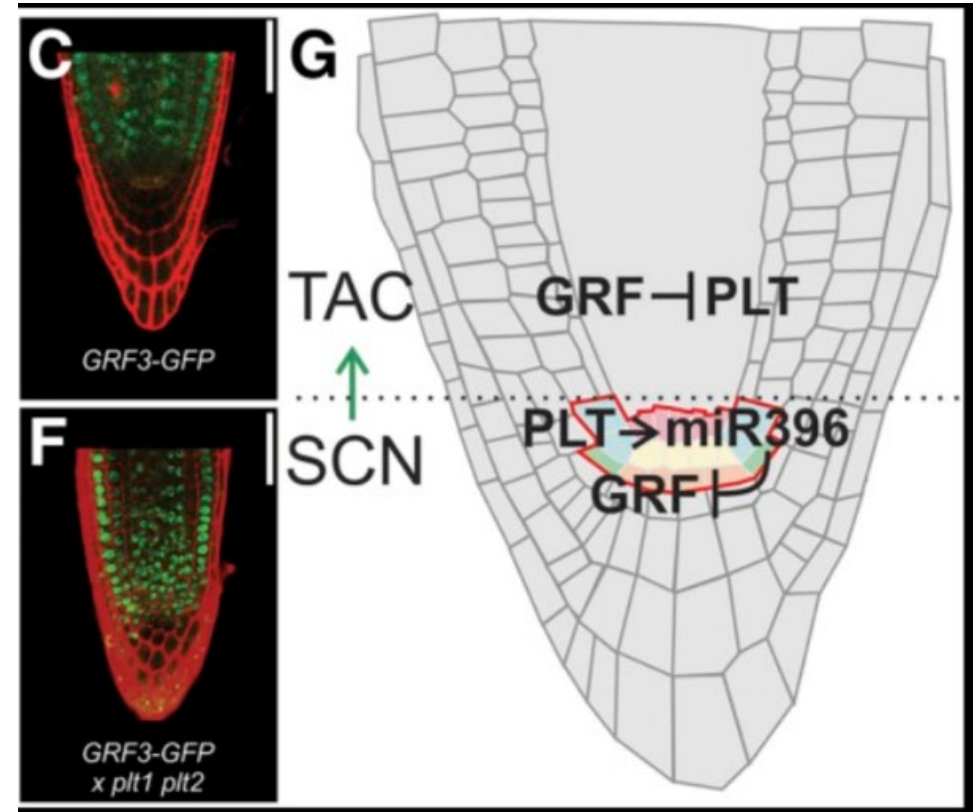 C
GRF3-GFP
F
GRF3-GFP
x plt1 plt2
G
TAC
SCN
GRF⊣PLT
PLT→miR396
GRF